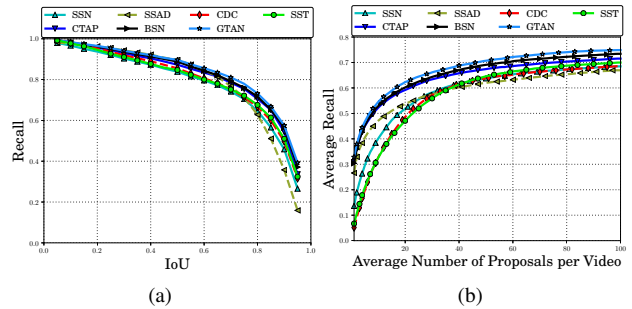 SSN SSAD CDC SST
CTAP BSN GTAN
Recall
1.0
0.8
0.6
0.4
0.2
0.0
0.0 0.2 0.4 0.6 0.8 1.0
IoU
(a)
SSN SSAD CDC SST
CTAP BSN GTAN
Average Recall
0.8
0.7
0.6
0.5
0.4
0.3
0.2
0.1
0.0
20 40 60 80 100
Average Number of Proposals per Video
(b)